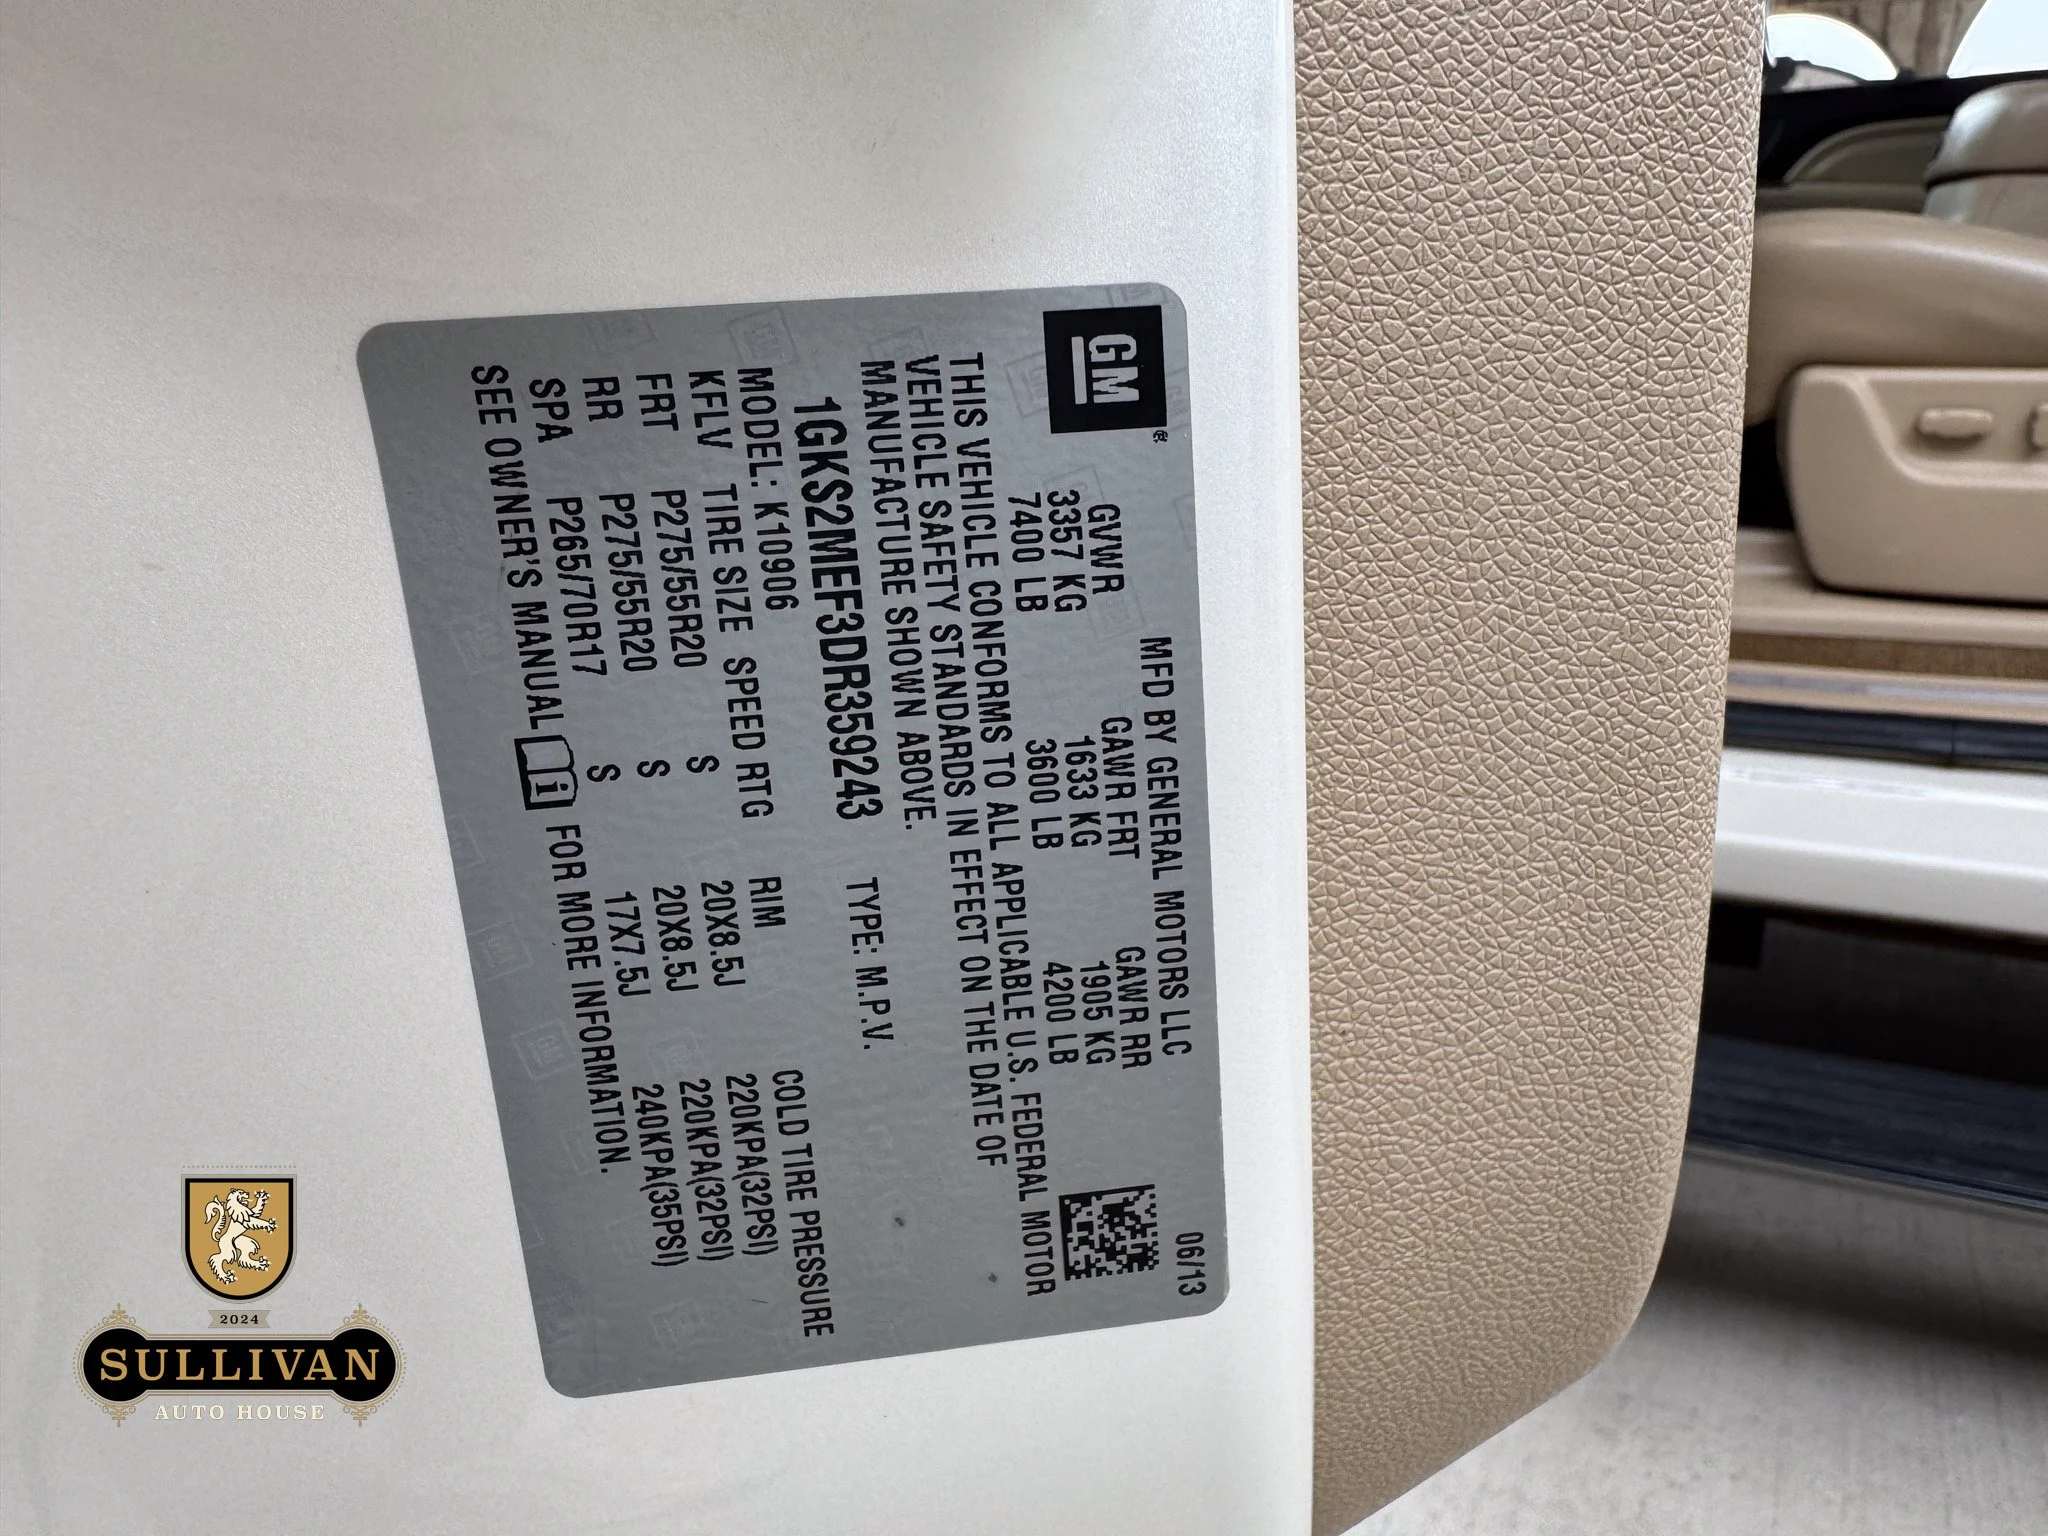 GM
MFD BY GENERAL MOTORS LLC 06/13
GVWR GAWR FRT GAWR RR
3357 KG 1633 KG 1905 KG
7400 LB 3600 LB 4200 LB
THIS VEHICLE CONFORMS TO ALL APPLICABLE U.S. FEDERAL MOTOR
VEHICLE SAFETY STANDARDS IN EFFECT ON THE DATE OF
MANUFACTURE SHOWN ABOVE.
1GKS2MEF3DR359243 TYPE: M.P.V.
MODEL: K10906
KFLV TIRE SIZE SPEED RTG RIM COLD TIRE PRESSURE
FRT P275/55R20 S 20X8.5J 220KPA(32PSI)
RR P275/55R20 S 20X8.5J 220KPA(32PSI)
SPA P265/70R17 S 17X7.5J 240KPA(35PSI)
SEE OWNER'S MANUAL i FOR MORE INFORMATION.
2024
SULLIVAN
AUTO HOUSE